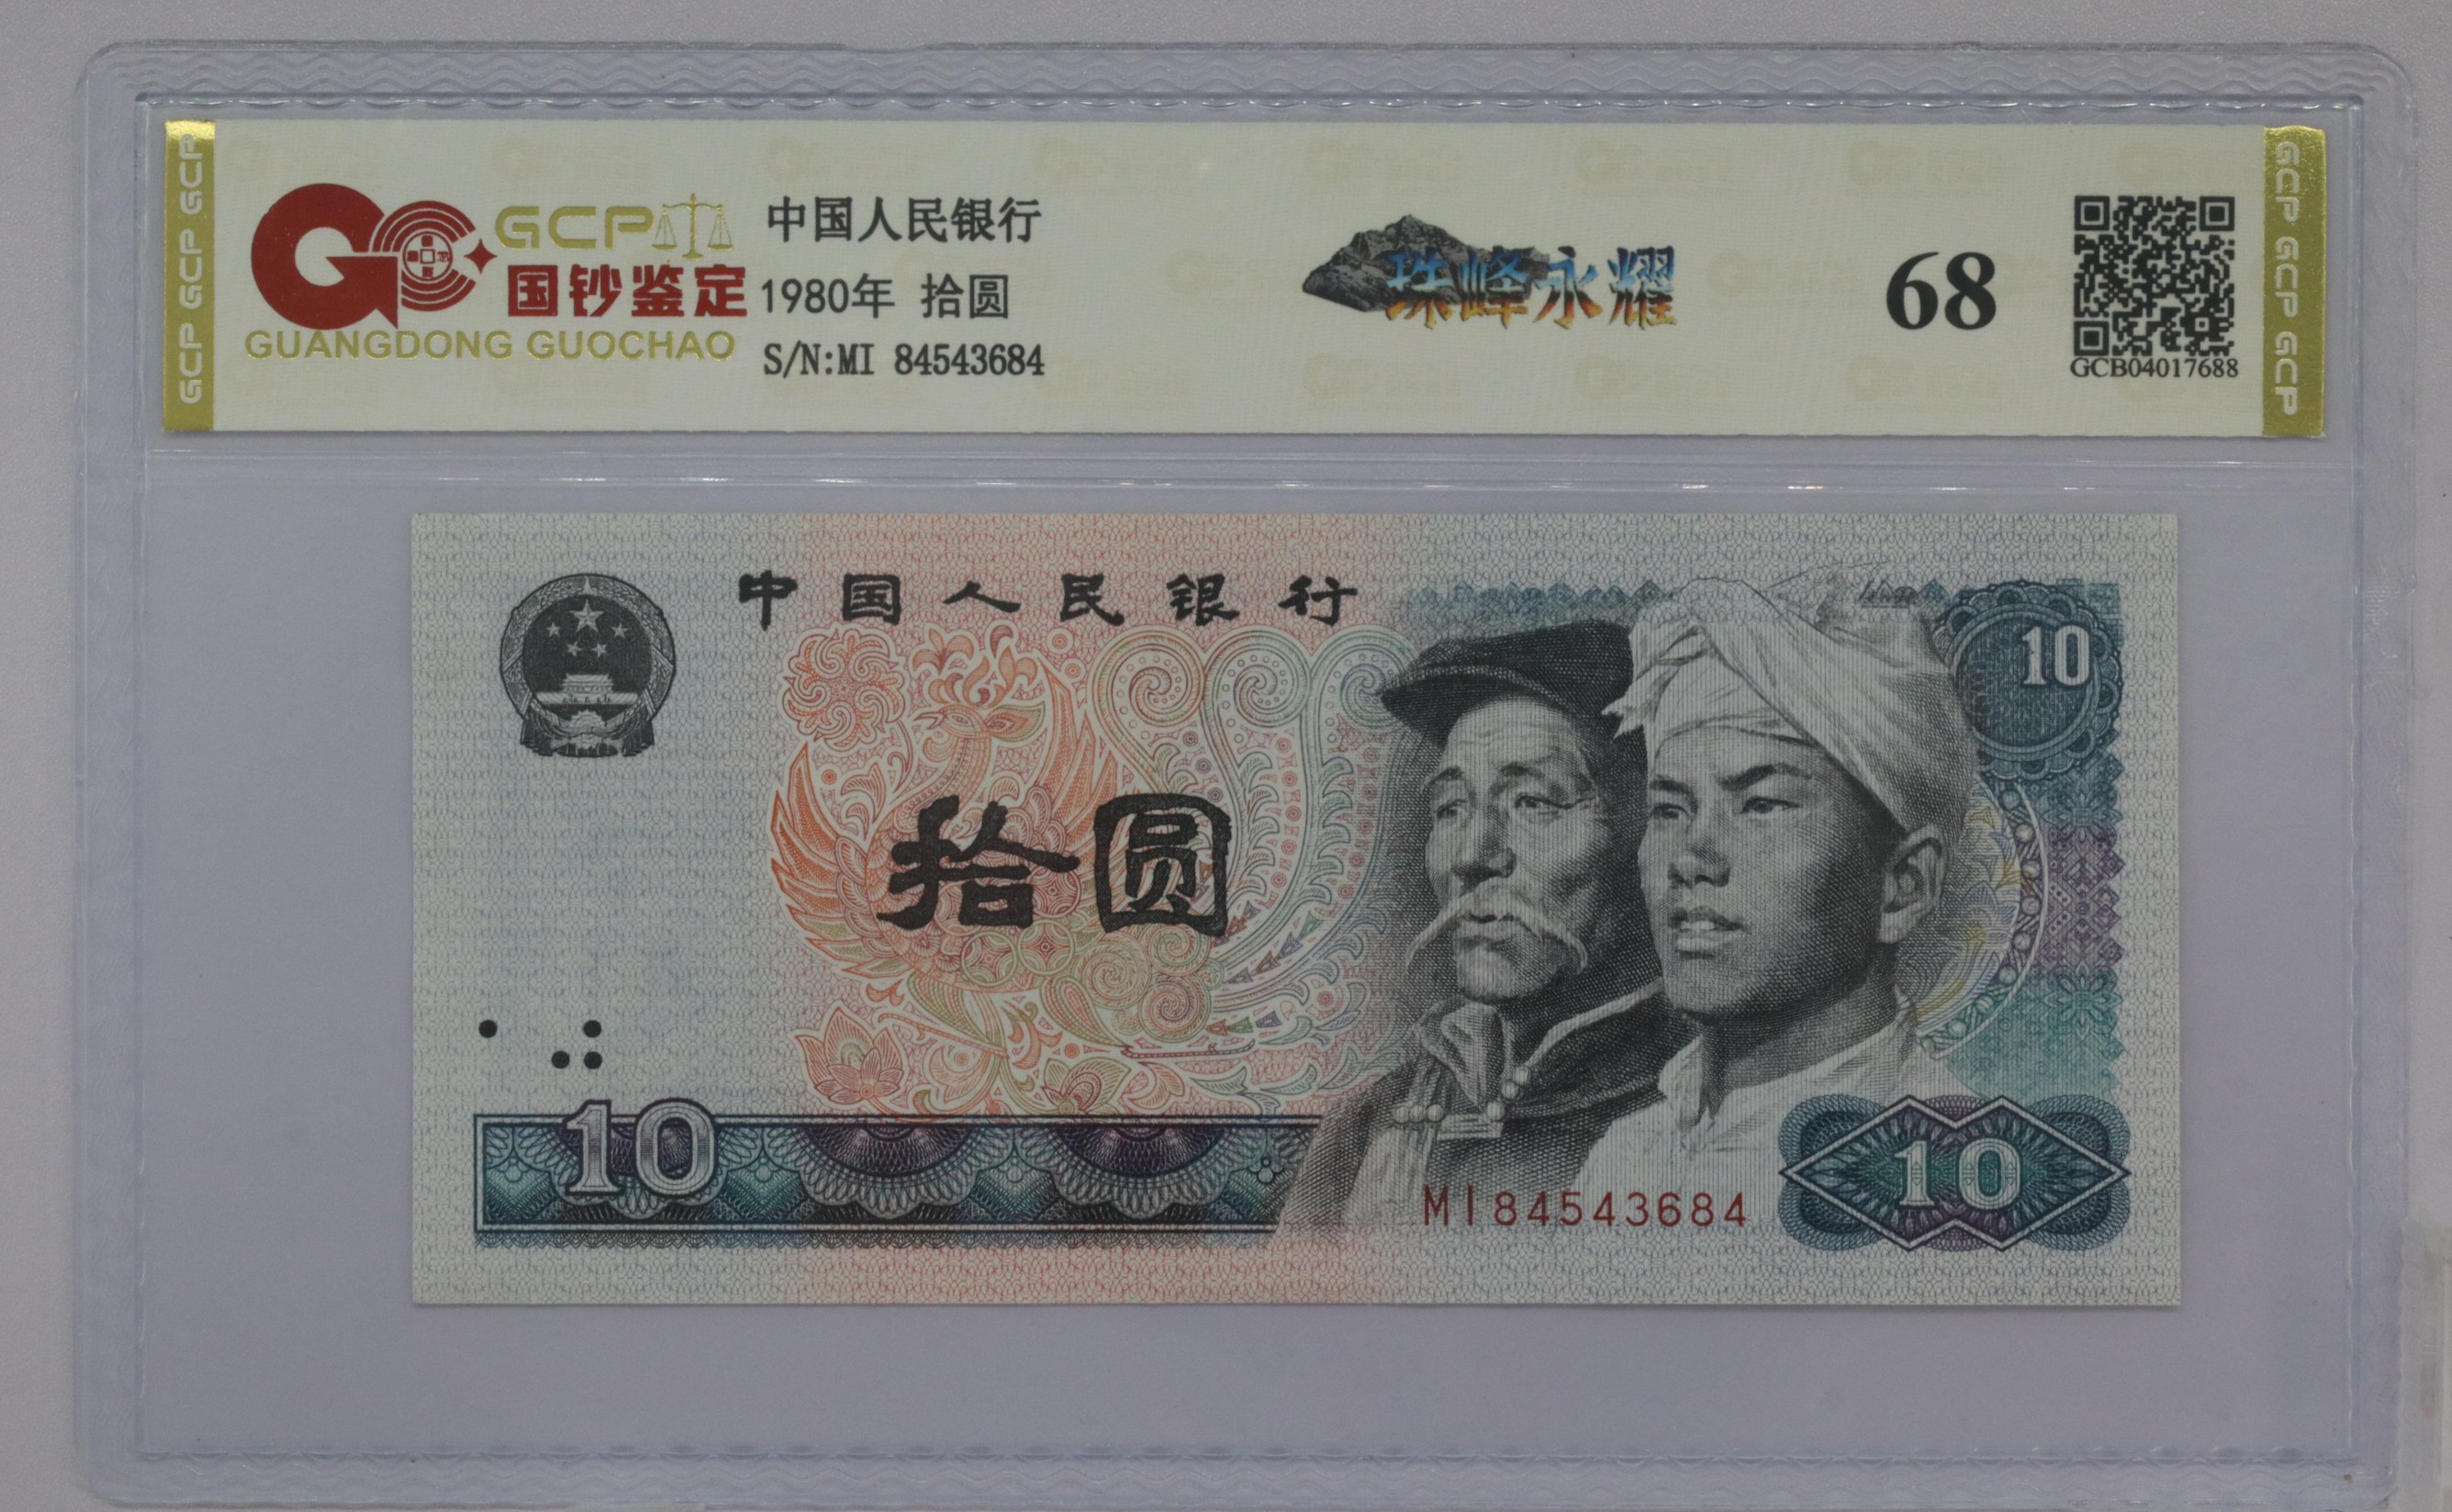 GCP GCP GCP
GCP
国钞鉴定
GUANGDONG GUOCHAO
中国人民银行
1980年 拾圆
S/N:MI 84543684
珠峰永耀
68
GCB04017688
GCP GCP GCP
中国人民银行
10
拾圆
10
MI84543684
10